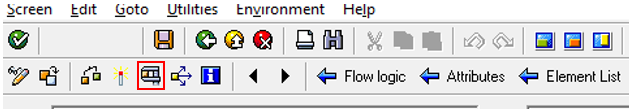 Screen Edit Goto Utilities Environment Help
Flow logic Attributes Element List